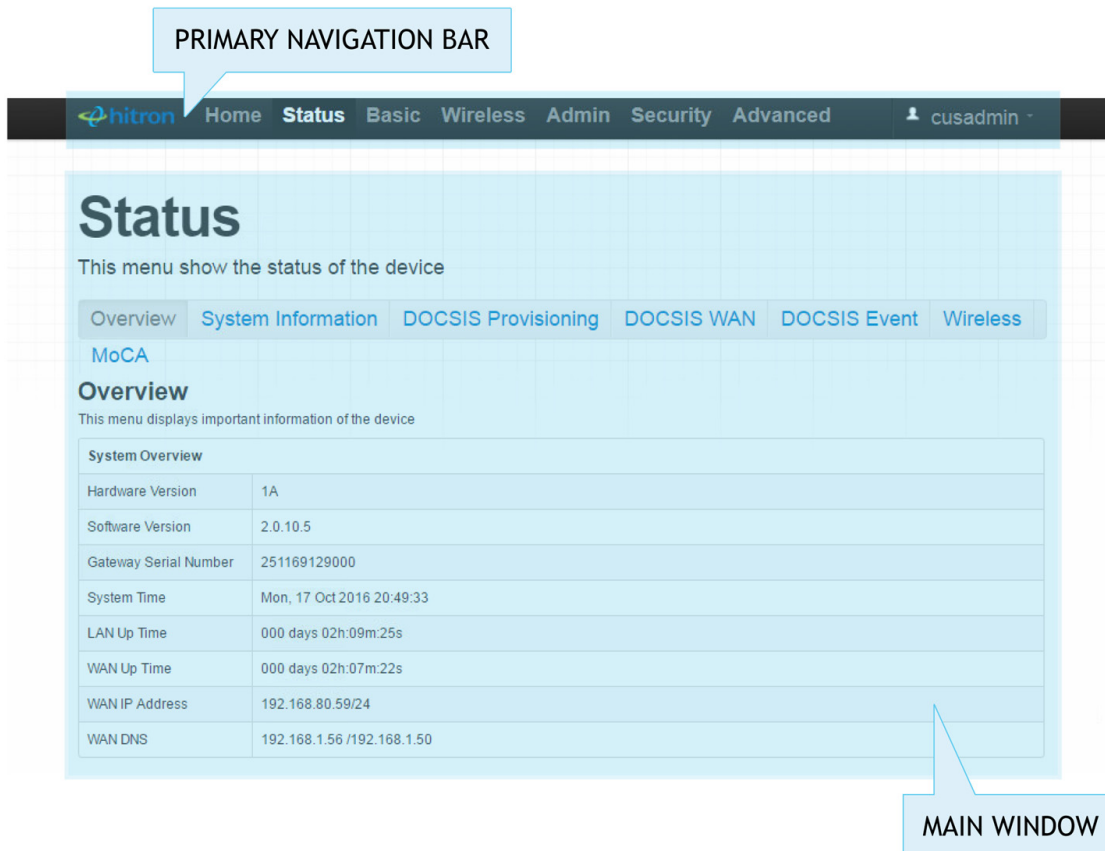 PRIMARY NAVIGATION BAR
hitron Home Status Basic Wireless Admin Security Advanced cusadmin
Status
This menu show the status of the device
Overview System Information DOCSIS Provisioning DOCSIS WAN DOCSIS Event Wireless
MoCA
Overview
This menu displays important information of the device
System Overview
Hardware Version 1A
Software Version 2.0.10.5
Gateway Serial Number 251169129000
System Time Mon, 17 Oct 2016 20:49:33
LAN Up Time 000 days 02h:09m:25s
WAN Up Time 000 days 02h:07m:22s
WAN IP Address 192.168.80.59/24
WAN DNS 192.168.1.56 /192.168.1.50
MAIN WINDOW